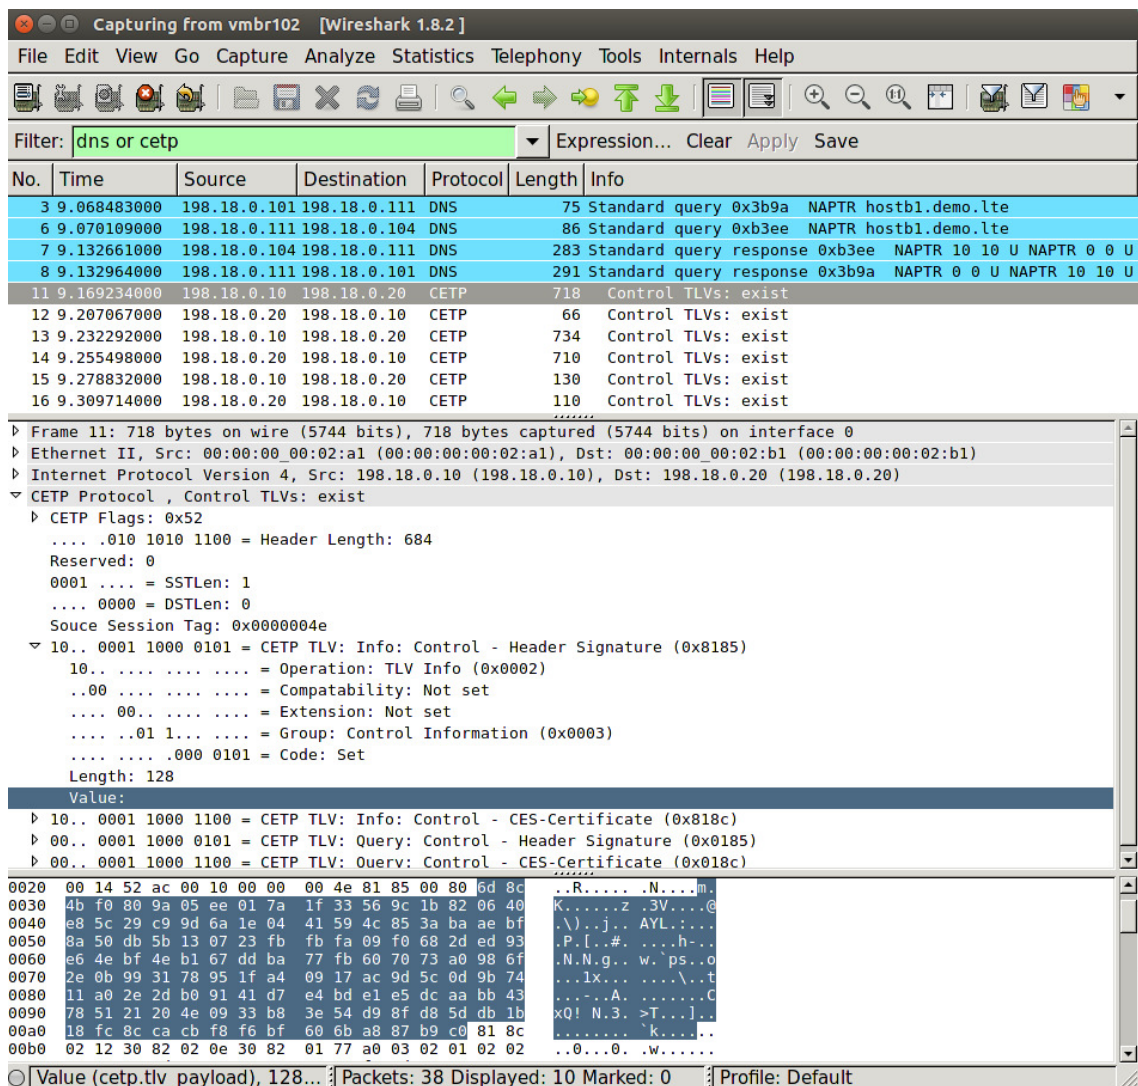 Capturing from vmbr102   [Wireshark 1.8.2 ]
File Edit View Go Capture Analyze Statistics Telephony Tools Internals Help
Filter: dns or cetp Expression... Clear Apply Save
No. Time Source Destination Protocol Length Info
3 9.068483000 198.18.0.101 198.18.0.111 DNS 75 Standard query 0x3b9a NAPTR hostb1.demo.lte
6 9.070109000 198.18.0.111 198.18.0.104 DNS 86 Standard query 0xb3ee NAPTR hostb1.demo.lte
7 9.132661000 198.18.0.104 198.18.0.111 DNS 283 Standard query response 0xb3ee NAPTR 10 10 U NAPTR 0 0 U
8 9.132964000 198.18.0.111 198.18.0.101 DNS 291 Standard query response 0x3b9a NAPTR 0 0 U NAPTR 10 10 U
11 9.169234000 198.18.0.10 198.18.0.20 CETP 718 Control TLVs: exist
12 9.207067000 198.18.0.20 198.18.0.10 CETP 66 Control TLVs: exist
13 9.232292000 198.18.0.10 198.18.0.20 CETP 734 Control TLVs: exist
14 9.255498000 198.18.0.20 198.18.0.10 CETP 710 Control TLVs: exist
15 9.278832000 198.18.0.10 198.18.0.20 CETP 130 Control TLVs: exist
16 9.309714000 198.18.0.20 198.18.0.10 CETP 110 Control TLVs: exist
Frame 11: 718 bytes on wire (5744 bits), 718 bytes captured (5744 bits) on interface 0
Ethernet II, Src: 00:00:00_00:02:a1 (00:00:00:00:02:a1), Dst: 00:00:00_00:02:b1 (00:00:00:00:02:b1)
Internet Protocol Version 4, Src: 198.18.0.10 (198.18.0.10), Dst: 198.18.0.20 (198.18.0.20)
CETP Protocol , Control TLVs: exist
CETP Flags: 0x52
.... .010 1010 1100 = Header Length: 684
Reserved: 0
0001 .... = SSTLen: 1
.... 0000 = DSTLen: 0
Souce Session Tag: 0x0000004e
10.. 0001 1000 0101 = CETP TLV: Info: Control - Header Signature (0x8185)
10.. .... .... .... = Operation: TLV Info (0x0002)
..00 .... .... .... = Compatability: Not set
.... 00.. .... .... = Extension: Not set
.... ..01 1... .... = Group: Control Information (0x0003)
.... .... .000 0101 = Code: Set
Length: 128
Value:
10.. 0001 1000 1100 = CETP TLV: Info: Control - CES-Certificate (0x818c)
00.. 0001 1000 0101 = CETP TLV: Query: Control - Header Signature (0x0185)
00.. 0001 1000 1100 = CETP TLV: Query: Control - CES-Certificate (0x018c)
0020 00 14 52 ac 00 10 00 00 00 4e 81 85 00 80 6d 8c ..R..... .N....m.
0030 4b f0 80 9a 05 ee 01 7a 1f 33 56 9c 1b 82 06 40 K......z .3V....@
0040 e8 5c 29 c9 9d 6a 1e 04 41 59 4c 85 3a ba ae bf .\)..j.. AYL.:...
0050 8a 50 db 5b 13 07 23 fb fb fa 09 f0 68 2d ed 93 .P.[..#. ....h-..
0060 e6 4e bf 4e b1 67 dd ba 77 fb 60 70 73 a0 98 6f .N.N.g.. w.`ps..o
0070 2e 0b 99 31 78 95 1f a4 09 17 ac 9d 5c 0d 9b 74 ...1x... ....\..t
0080 11 a0 2e 2d b0 91 41 d7 e4 bd e1 e5 dc aa bb 43 ...-..A. .......C
0090 78 51 21 20 4e 09 33 b8 3e 54 d9 8f d8 5d db 1b xQ! N.3. >T...]..
00a0 18 fc 8c ca cb f8 f6 bf 60 6b a8 87 b9 c0 81 8c ........ `k......
00b0 02 12 30 82 02 0e 30 82 01 77 a0 03 02 01 02 02 ..0...0. .w......
Value (cetp.tlv_payload), 128... Packets: 38 Displayed: 10 Marked: 0 Profile: Default